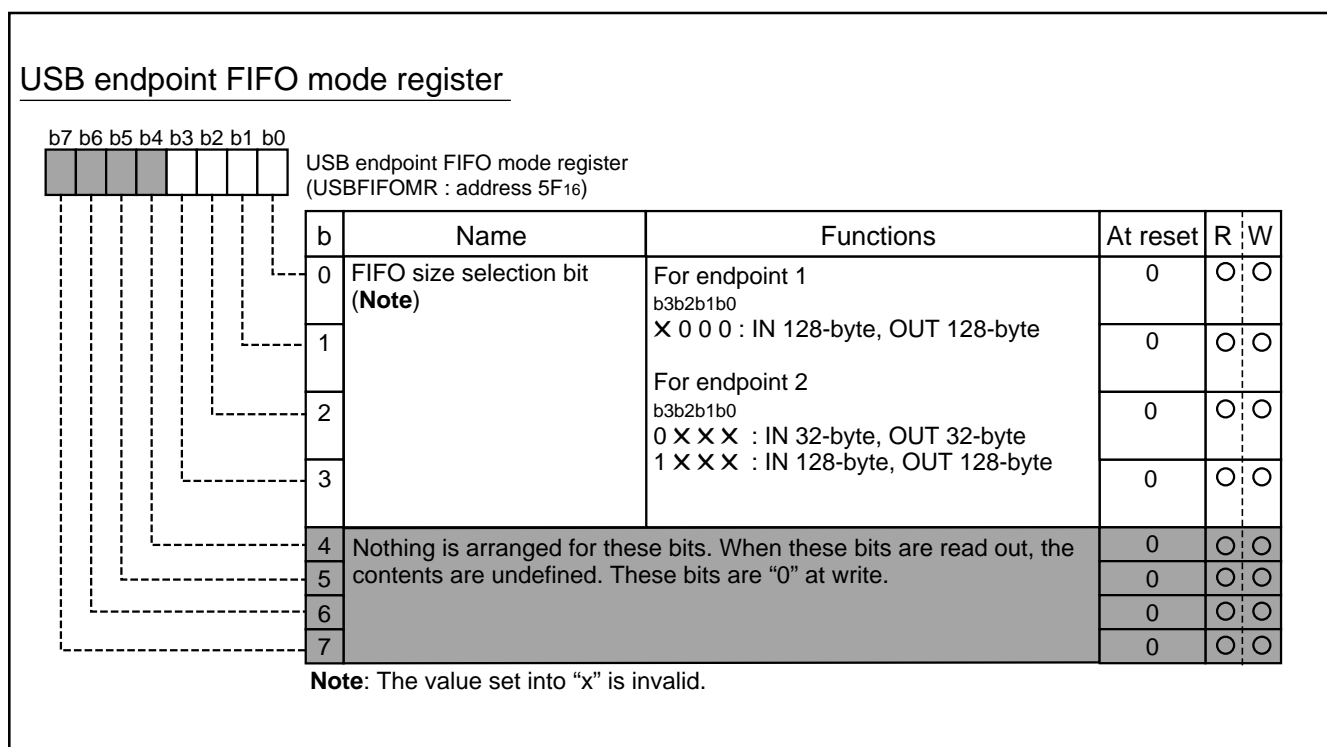 USB endpoint FIFO mode register
b7 b6 b5 b4 b3 b2 b1 b0
USB endpoint FIFO mode register
(USBFIFOMR : address 5F16)
b Name Functions At reset R W
0 FIFO size selection bit For endpoint 1 0 ○ ○
(Note) b3b2b1b0
✕ 0 0 0 : IN 128-byte, OUT 128-byte
1 0 ○ ○
For endpoint 2
2 b3b2b1b0 0 ○ ○
0 ✕ ✕ ✕ : IN 32-byte, OUT 32-byte
1 ✕ ✕ ✕ : IN 128-byte, OUT 128-byte
3 0 ○ ○
4 Nothing is arranged for these bits. When these bits are read out, the 0 ○ ○
5 contents are undefined. These bits are “0” at write. 0 ○ ○
6 0 ○ ○
7 0 ○ ○
Note: The value set into “x” is invalid.